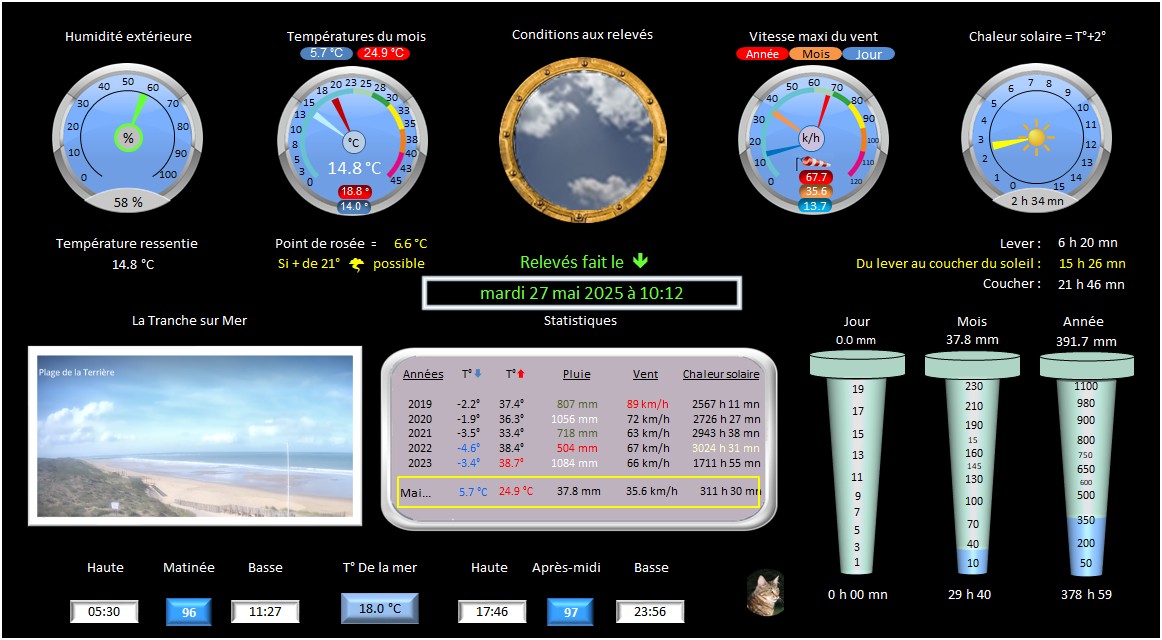 Humidité extérieure
Températures du mois
5.7 °C 24.9 °C
Conditions aux relevés
Vitesse maxi du vent
Année Mois Jour
Chaleur solaire = T°+2°
0 10 20 30 40 50 60 70 80 90 100
%
58 %
0 3 5 8 10 13 15 18 20 23 25 28 30 33 35 38 40 43 45
°C
14.8 °C
18.8 °
14.0 °
0 10 20 30 40 50 60 70 80 90 100 110 120
k/h
67.7
35.6
13.7
0 1 2 3 4 5 6 7 8 9 10 11 12 13 14 15
2 h 34 mn
Température ressentie
14.8 °C
Point de rosée = 6.6 °C
Si + de 21° possible
Relevés fait le
mardi 27 mai 2025 à 10:12
Lever : 6 h 20 mn
Du lever au coucher du soleil : 15 h 26 mn
Coucher : 21 h 46 mn
La Tranche sur Mer
Plage de la Terrière
Statistiques
Années T° T° Pluie Vent Chaleur solaire
2019 -2.2° 37.4° 807 mm 89 km/h 2567 h 11 mn
2020 -1.9° 36.3° 1056 mm 72 km/h 2726 h 27 mn
2021 -3.5° 33.4° 718 mm 63 km/h 2943 h 38 mn
2022 -4.6° 38.4° 504 mm 67 km/h 3024 h 31 mn
2023 -3.4° 38.7° 1084 mm 66 km/h 1711 h 55 mn
Mai... 5.7 °C 24.9 °C 37.8 mm 35.6 km/h 311 h 30 mn
Jour
0.0 mm
19
17
15
13
11
9
7
5
3
1
0 h 00 mn
Mois
37.8 mm
230
210
190
15
160
145
130
100
70
40
10
29 h 40
Année
391.7 mm
1100
980
900
800
750
650
600
500
350
200
50
378 h 59
Haute Matinée Basse
05:30 96 11:27
T° De la mer
18.0 °C
Haute Après-midi Basse
17:46 97 23:56